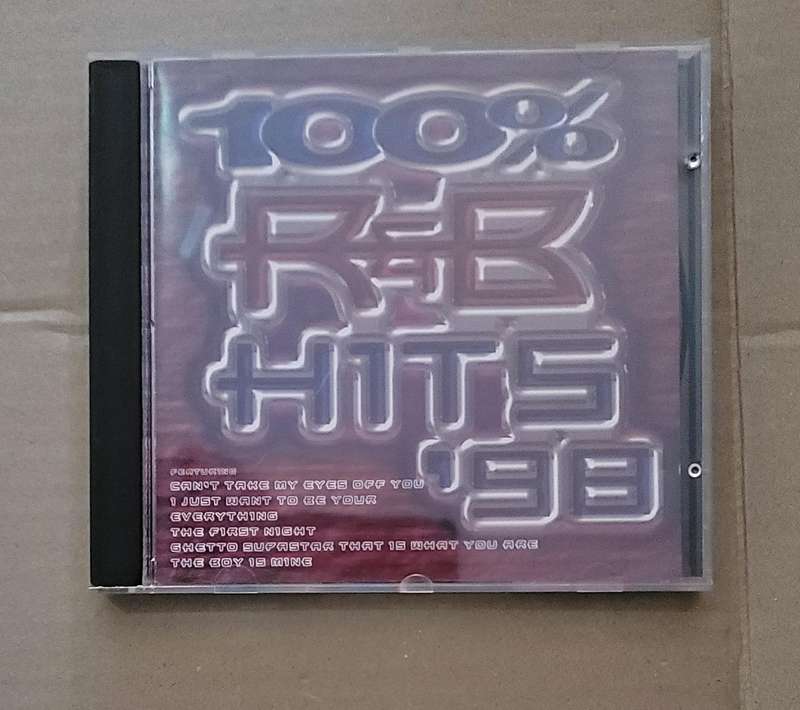 100%
R&B
HITS
'98
FEATURING
CAN'T TAKE MY EYES OFF YOU
I JUST WANT TO BE YOUR
EVERYTHING
THE FIRST NIGHT
GHETTO SUPASTAR THAT IS WHAT YOU ARE
THE BOY IS MINE